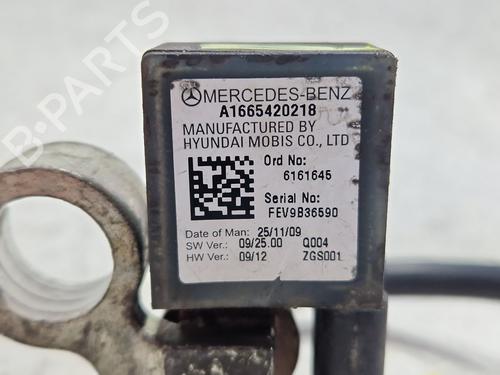 MERCEDES-BENZ
A1665420218
MANUFACTURED BY
HYUNDAI MOBIS CO., LTD
Ord No:
6161645
Serial No:
FEV9B36590
Date of Man: 25/11/09
SW Ver.: 09/25.00 Q004
HW Ver.: 09/12 ZGS001